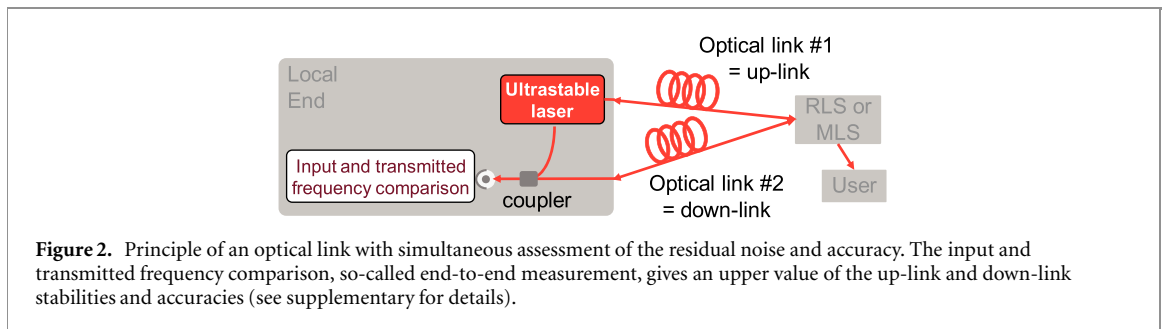 Optical link #1
= up-link
Local
End
Ultrastable
laser
RLS or
MLS
Input and transmitted
frequency comparison
coupler
Optical link #2
= down-link
User
Figure 2. Principle of an optical link with simultaneous assessment of the residual noise and accuracy. The input and
transmitted frequency comparison, so-called end-to-end measurement, gives an upper value of the up-link and down-link
stabilities and accuracies (see supplementary for details).